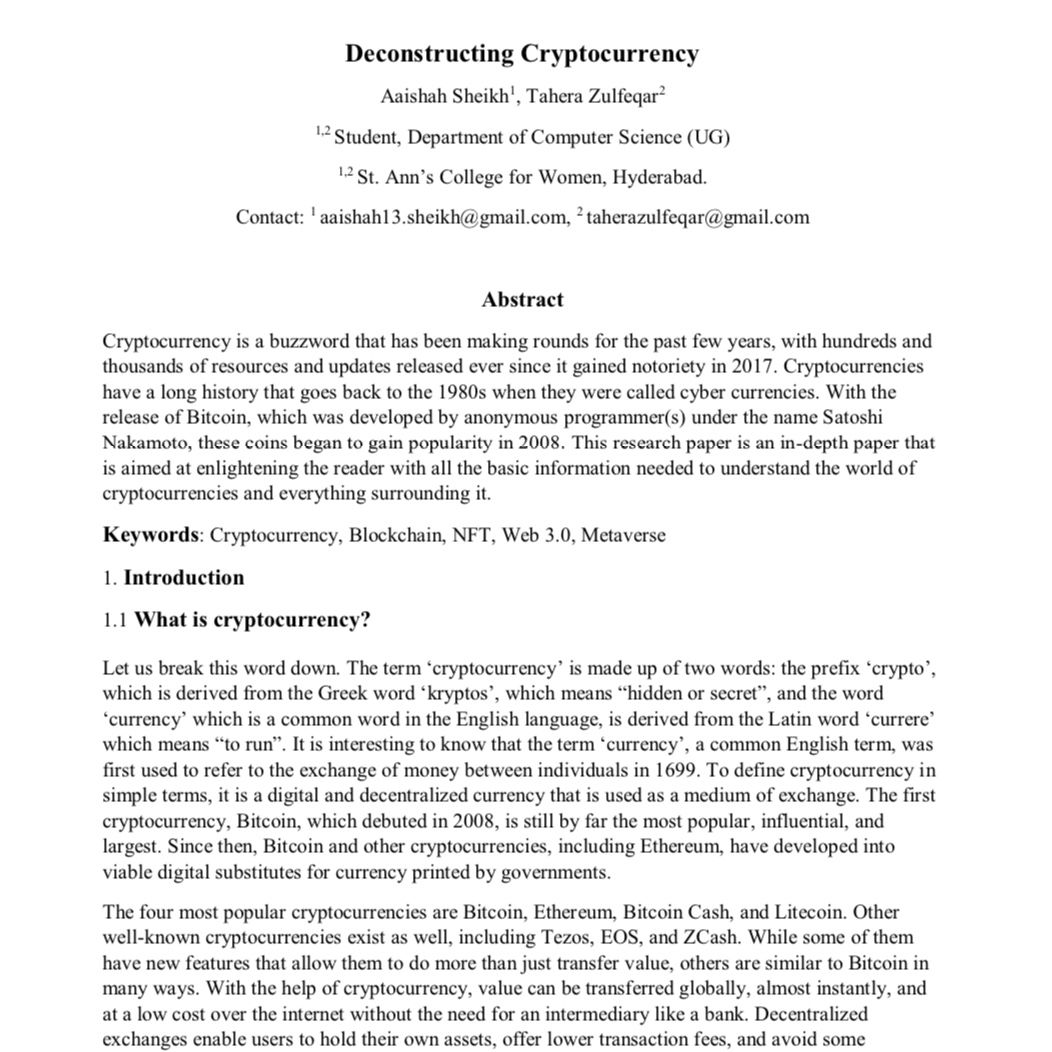 Deconstructing Cryptocurrency
Aaishah Sheikh1, Tahera Zulfeqar2
1,2 Student, Department of Computer Science (UG)
1,2 St. Ann’s College for Women, Hyderabad.
Contact: 1 aaishah13.sheikh@gmail.com, 2 taherazulfeqar@gmail.com
Abstract
Cryptocurrency is a buzzword that has been making rounds for the past few years, with hundreds and
thousands of resources and updates released ever since it gained notoriety in 2017. Cryptocurrencies
have a long history that goes back to the 1980s when they were called cyber currencies. With the
release of Bitcoin, which was developed by anonymous programmer(s) under the name Satoshi
Nakamoto, these coins began to gain popularity in 2008. This research paper is an in-depth paper that
is aimed at enlightening the reader with all the basic information needed to understand the world of
cryptocurrencies and everything surrounding it.
Keywords: Cryptocurrency, Blockchain, NFT, Web 3.0, Metaverse
1. Introduction
1.1 What is cryptocurrency?
Let us break this word down. The term ‘cryptocurrency’ is made up of two words: the prefix ‘crypto’,
which is derived from the Greek word ‘kryptos’, which means “hidden or secret”, and the word
‘currency’ which is a common word in the English language, is derived from the Latin word ‘currere’
which means “to run”. It is interesting to know that the term ‘currency’, a common English term, was
first used to refer to the exchange of money between individuals in 1699. To define cryptocurrency in
simple terms, it is a digital and decentralized currency that is used as a medium of exchange. The first
cryptocurrency, Bitcoin, which debuted in 2008, is still by far the most popular, influential, and
largest. Since then, Bitcoin and other cryptocurrencies, including Ethereum, have developed into
viable digital substitutes for currency printed by governments.
The four most popular cryptocurrencies are Bitcoin, Ethereum, Bitcoin Cash, and Litecoin. Other
well-known cryptocurrencies exist as well, including Tezos, EOS, and ZCash. While some of them
have new features that allow them to do more than just transfer value, others are similar to Bitcoin in
many ways. With the help of cryptocurrency, value can be transferred globally, almost instantly, and
at a low cost over the internet without the need for an intermediary like a bank. Decentralized
exchanges enable users to hold their own assets, offer lower transaction fees, and avoid some